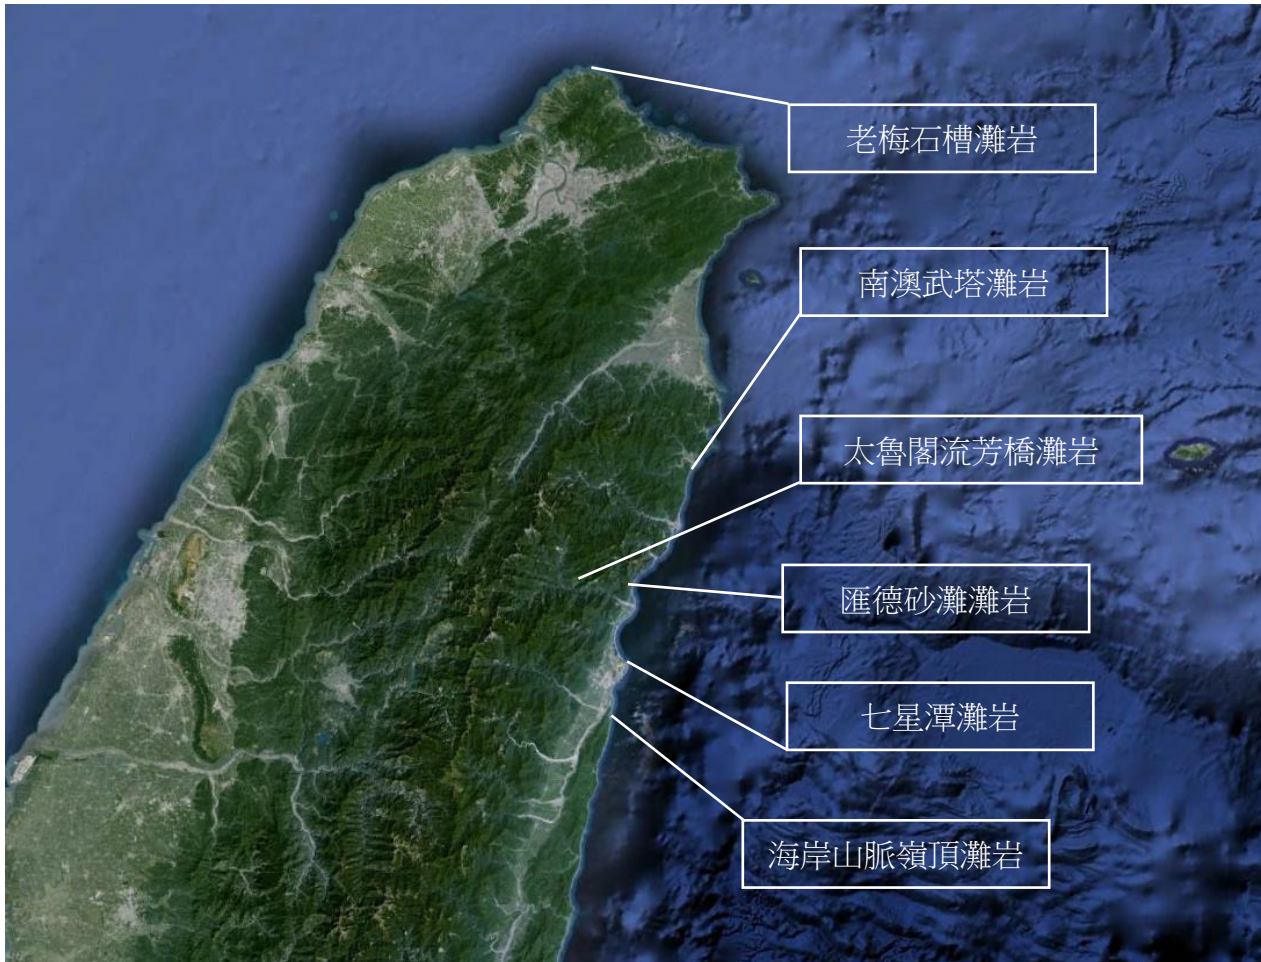 老梅石槽灘岩
南澳武塔灘岩
太魯閣流芳橋灘岩
匯德砂灘灘岩
七星潭灘岩
海岸山脈嶺頂灘岩